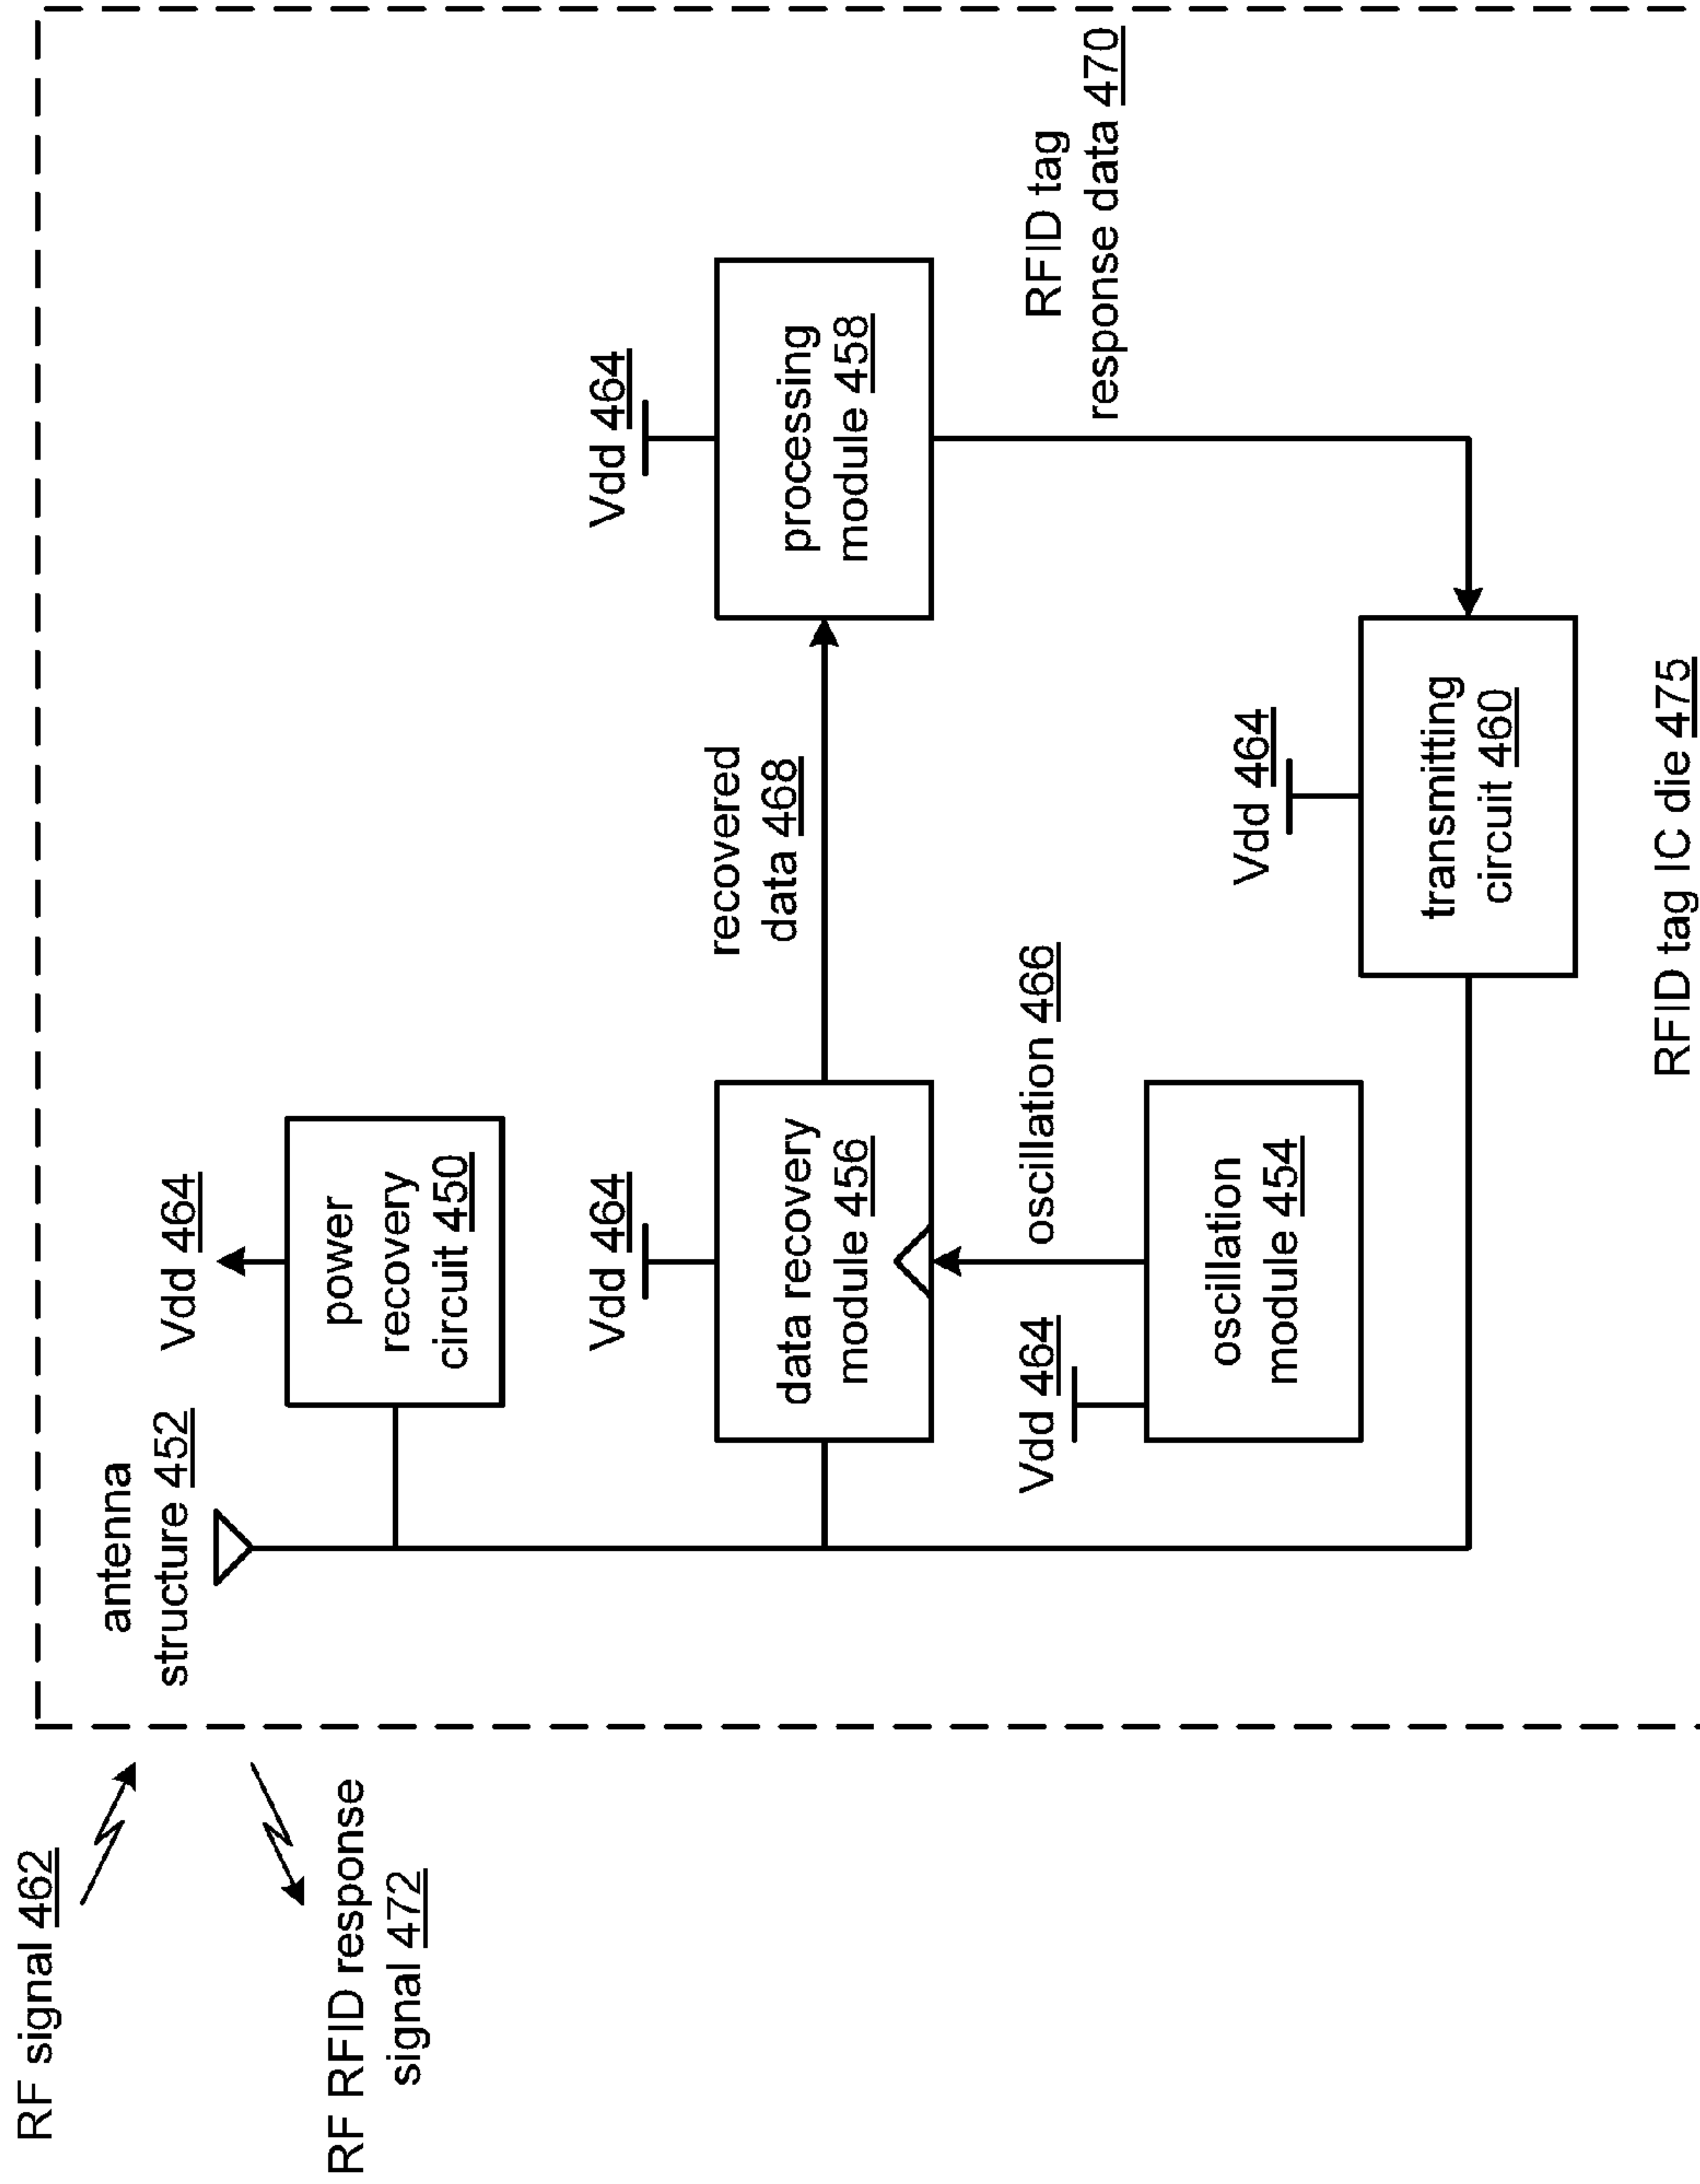 RF signal 462
RF RFID response
signal 472
antenna
structure 452
Vdd 464
power
recovery
circuit 450
Vdd 464
data recovery
module 456
recovered
data 468
Vdd 464
processing
module 458
Vdd 464
oscillation 466
oscillation
module 454
Vdd 464
transmitting
circuit 460
RFID tag
response data 470
RFID tag IC die 475